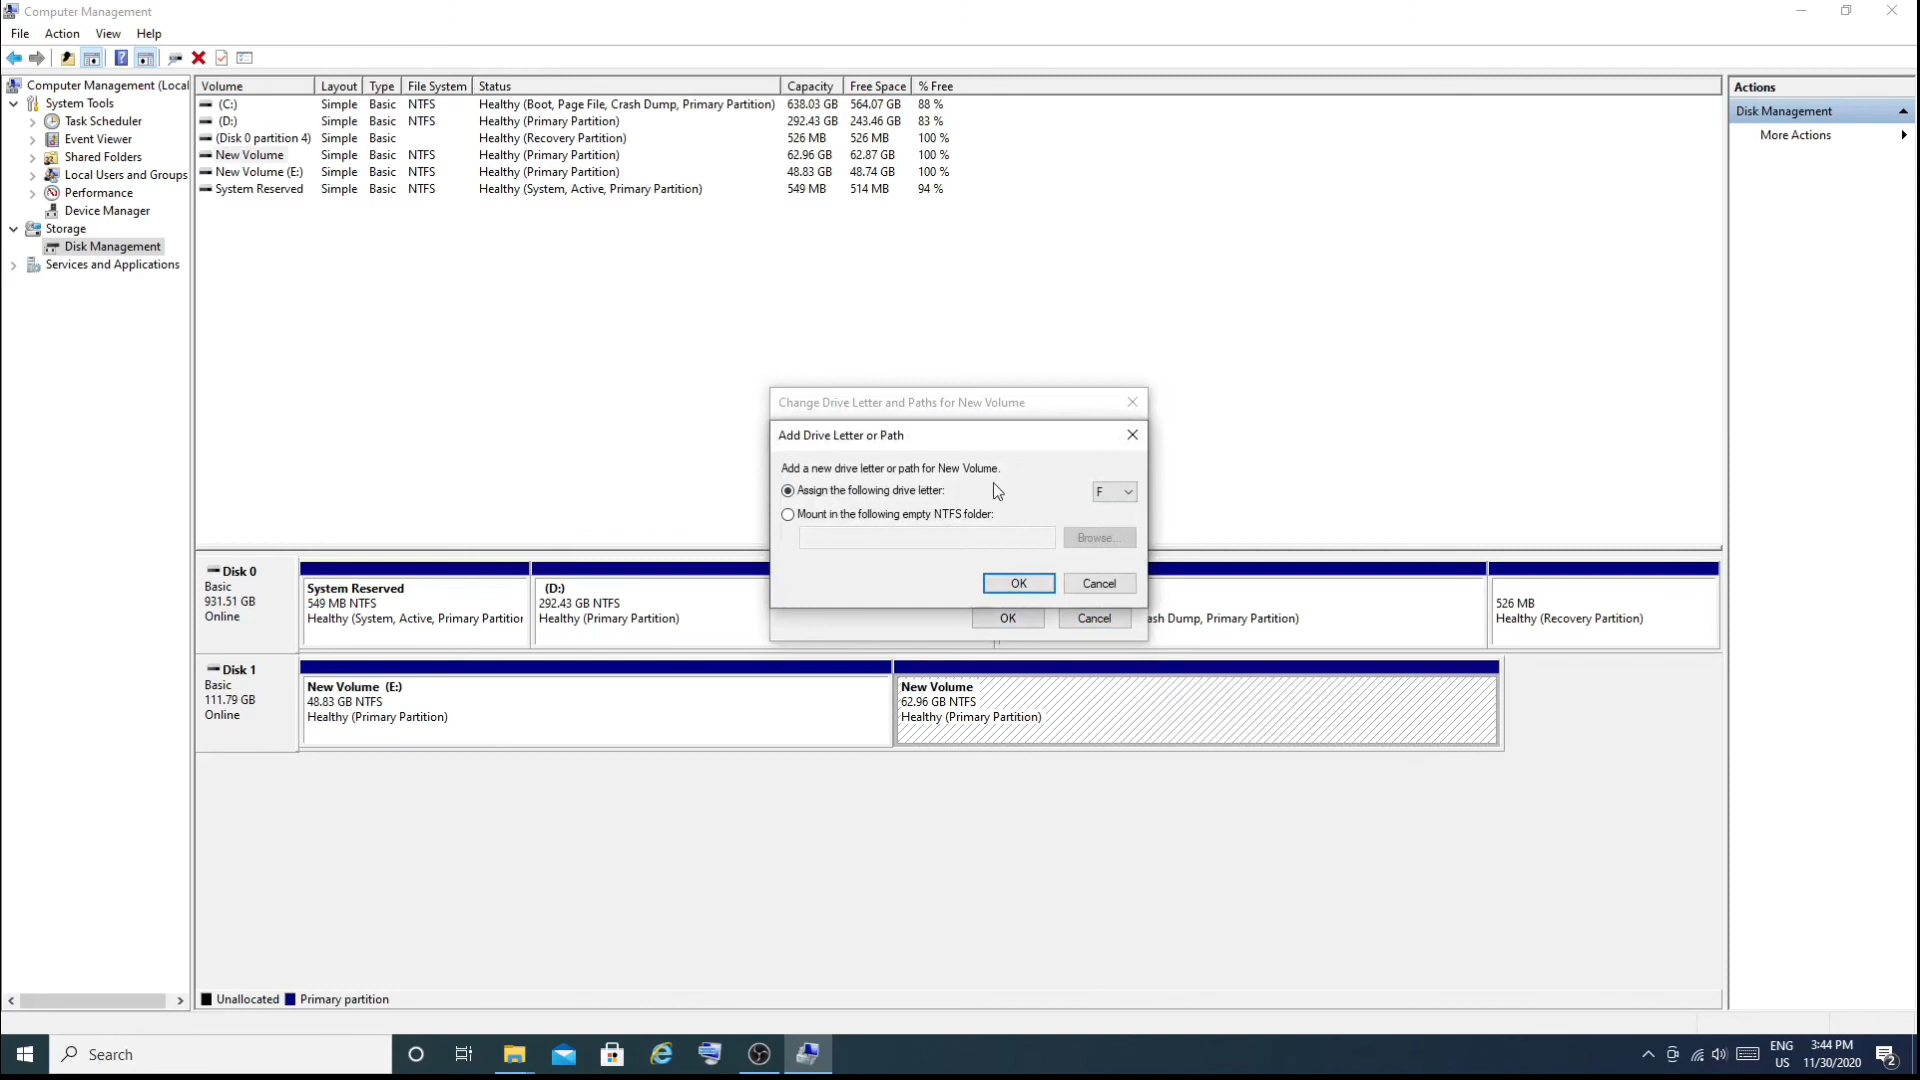 Computer Management
File Action View Help
Computer Management (Local
System Tools
Task Scheduler
Event Viewer
Shared Folders
Local Users and Groups
Performance
Device Manager
Storage
Disk Management
Services and Applications
Volume Layout Type File System Status Capacity Free Space % Free
(C:) Simple Basic NTFS Healthy (Boot, Page File, Crash Dump, Primary Partition) 638.03 GB 564.07 GB 88 %
(D:) Simple Basic NTFS Healthy (Primary Partition) 292.43 GB 243.46 GB 83 %
(Disk 0 partition 4) Simple Basic Healthy (Recovery Partition) 526 MB 526 MB 100 %
New Volume Simple Basic NTFS Healthy (Primary Partition) 62.96 GB 62.87 GB 100 %
New Volume (E:) Simple Basic NTFS Healthy (Primary Partition) 48.83 GB 48.74 GB 100 %
System Reserved Simple Basic NTFS Healthy (System, Active, Primary Partition) 549 MB 514 MB 94 %
Actions
Disk Management
More Actions
Change Drive Letter and Paths for New Volume
Add Drive Letter or Path
Add a new drive letter or path for New Volume.
Assign the following drive letter: F
Mount in the following empty NTFS folder:
Browse...
OK Cancel
OK Cancel
Disk 0
Basic
931.51 GB
Online
System Reserved
549 MB NTFS
Healthy (System, Active, Primary Partition
(D:)
292.43 GB NTFS
Healthy (Primary Partition)
ash Dump, Primary Partition)
526 MB
Healthy (Recovery Partition)
Disk 1
Basic
111.79 GB
Online
New Volume (E:)
48.83 GB NTFS
Healthy (Primary Partition)
New Volume
62.96 GB NTFS
Healthy (Primary Partition)
Unallocated Primary partition
Search
ENG
US
3:44 PM
11/30/2020
2